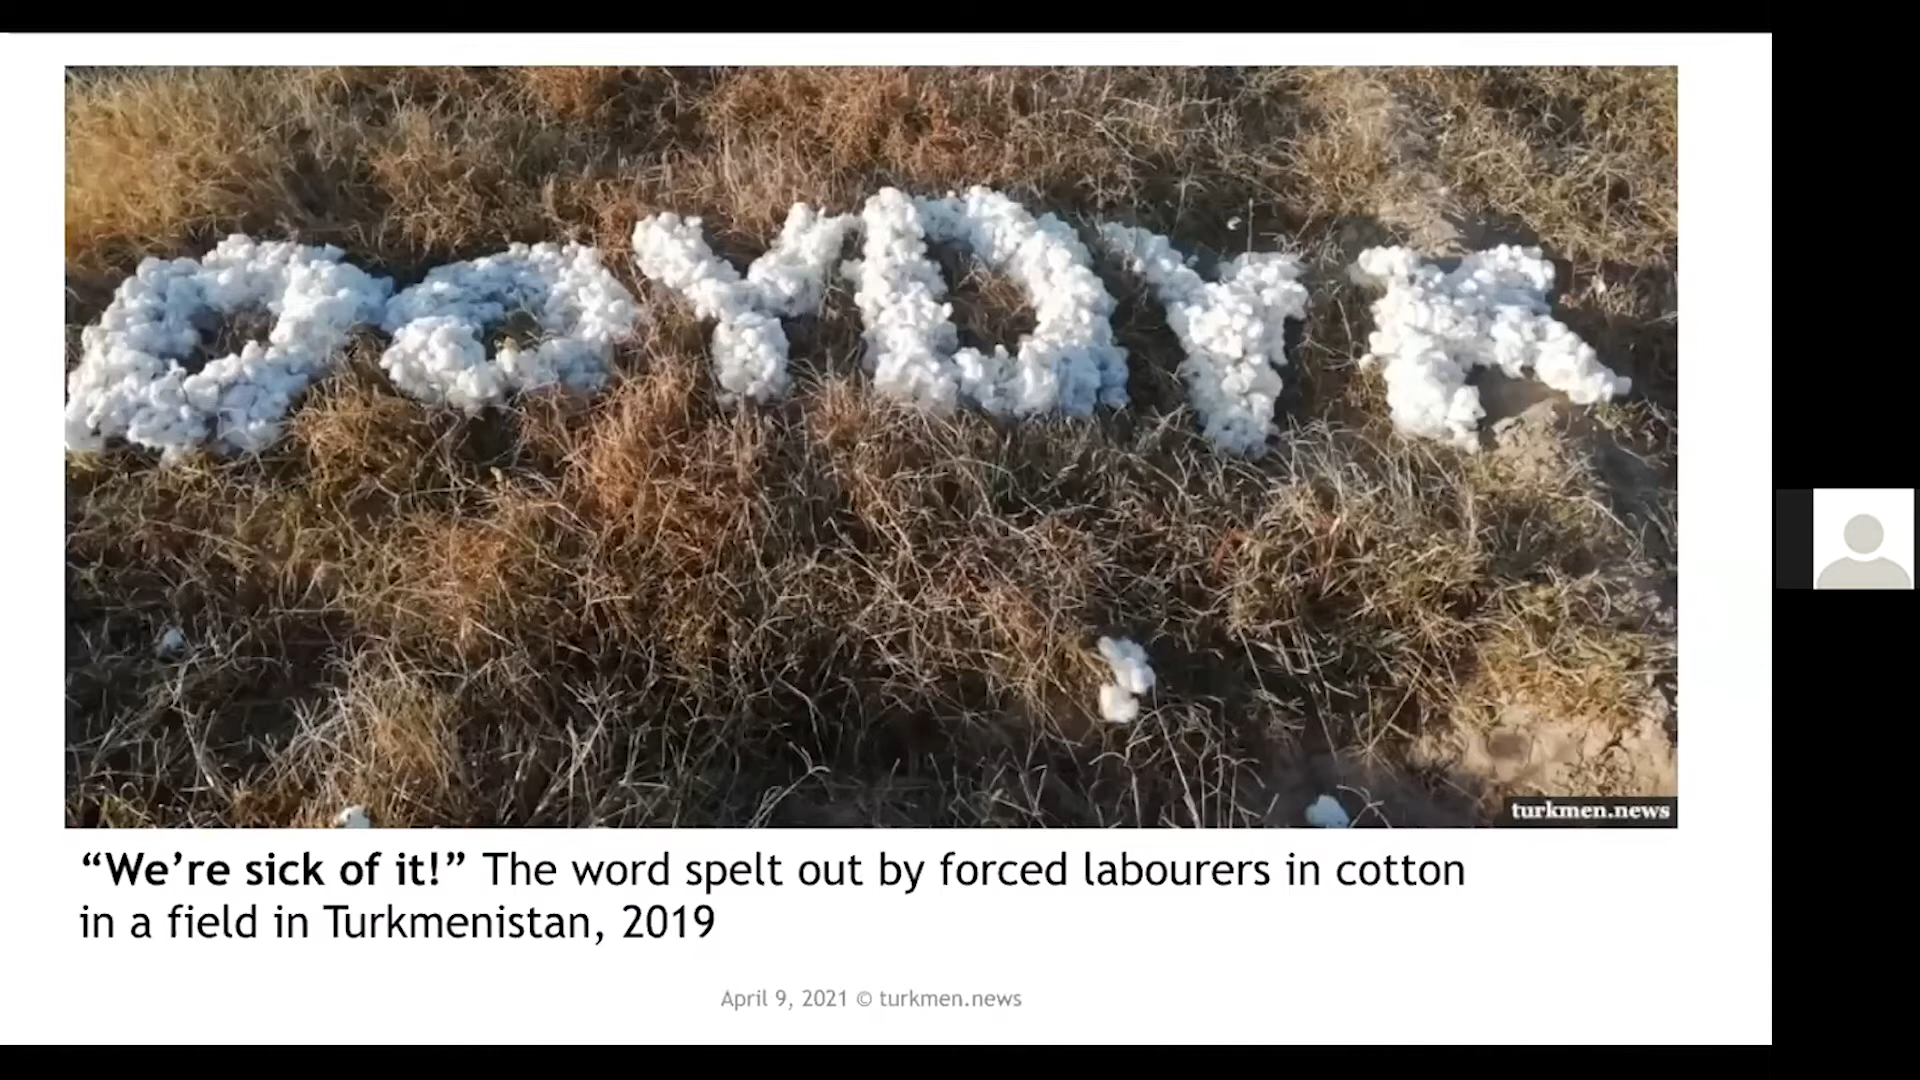 DOYDYK
turkmen.news
“We’re sick of it!” The word spelt out by forced labourers in cotton
in a field in Turkmenistan, 2019
April 9, 2021 © turkmen.news